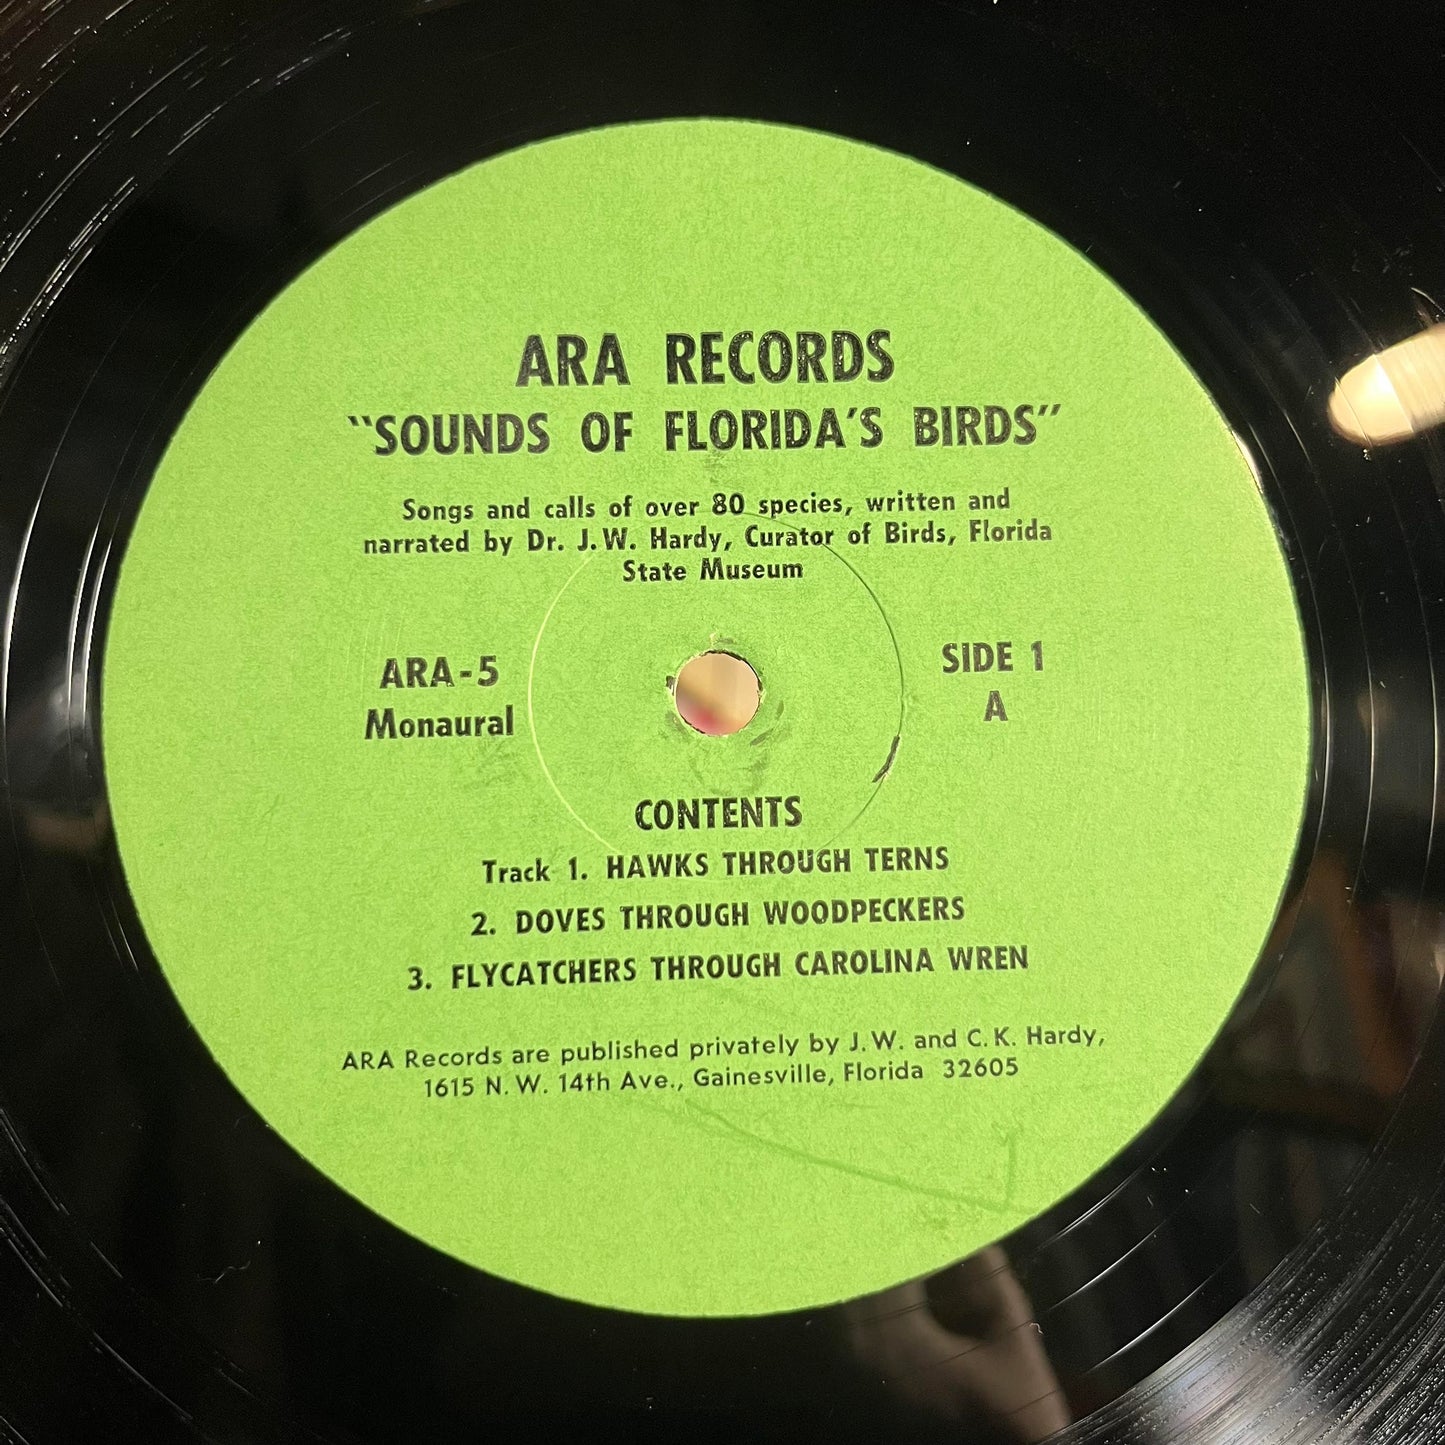 ARA RECORDS
"SOUNDS OF FLORIDA'S BIRDS"
Songs and calls of over 80 species, written and
narrated by Dr. J. W. Hardy, Curator of Birds, Florida
State Museum
ARA-5
Monaural
SIDE 1
A
CONTENTS
Track 1. HAWKS THROUGH TERNS
2. DOVES THROUGH WOODPECKERS
3. FLYCATCHERS THROUGH CAROLINA WREN
ARA Records are published privately by J. W. and C. K. Hardy,
1615 N. W. 14th Ave., Gainesville, Florida 32605